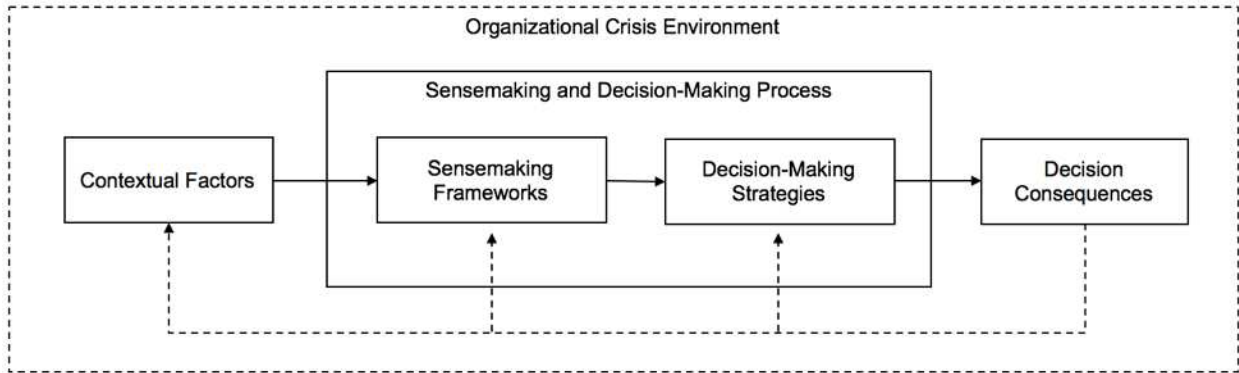 Organizational Crisis Environment
Sensemaking and Decision-Making Process
Contextual Factors
Sensemaking
Frameworks
Decision-Making
Strategies
Decision
Consequences